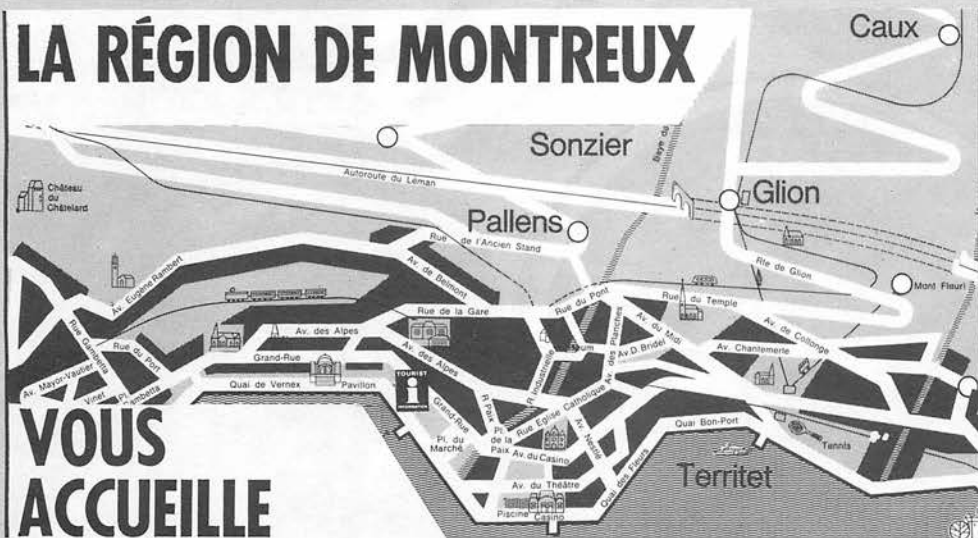 LA RÉGION DE MONTREUX
Caux
Sonzier
Baye de
Autoroute du Léman
Glion
Château
du
Châtelard
Pallens
Rue de l'Ancien Stand
Av. de Belmont
Rte de Glion
Mont Fleuri
Av. Eugène Rambert
Rue du Pont
Rue du Temple
Rue de la Gare
Av. des Alpes
Av. de Collonge
Rue Gambetta
Rue du Port
Av. des Planches
Av. du Midi
Av. D. Bridel
Av. Chantemerle
Grand-Rue
Av. des Alpes
R. Industrielle
Av. Mayor-Vautier
Vinet
Pl. Gambetta
Quai de Vernex
Pavillon
TOURIST
i
INFORMATION
Grand-Rue
R. Paix
Rue Eglise Catholique
Quai Bon-Port
Pl. du
Marché
Pl.
de la
Paix
Av. du Casino
Av. Nestlé
Tennis
Territet
Av. du Théâtre
Quai des Fleurs
Piscine
Casino
VOUS
ACCUEILLE